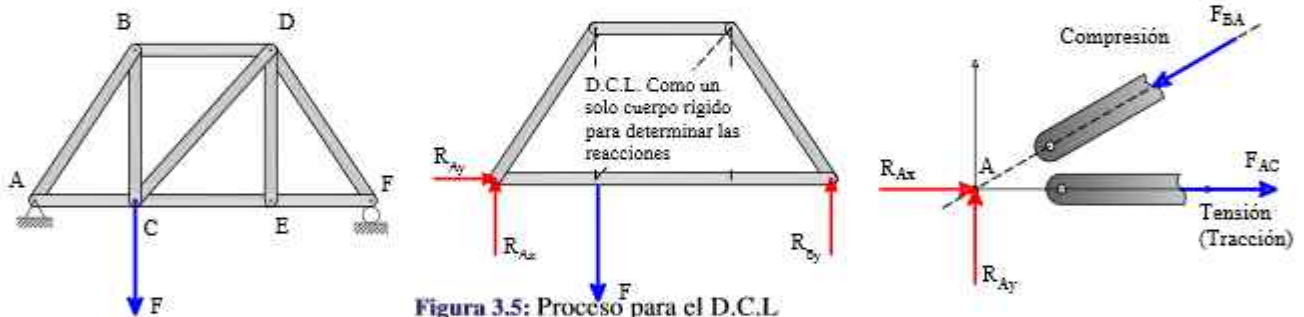 B
D
A
F
C
E
F
D.C.L. Como un
solo cuerpo rígido
para determinar las
reacciones
R_Ay
R_Ax
R_By
F
Figura 3.5: Proceso para el D.C.L
Compresión
F_BA
R_Ax
A
F_AC
Tensión
(Tracción)
R_Ay